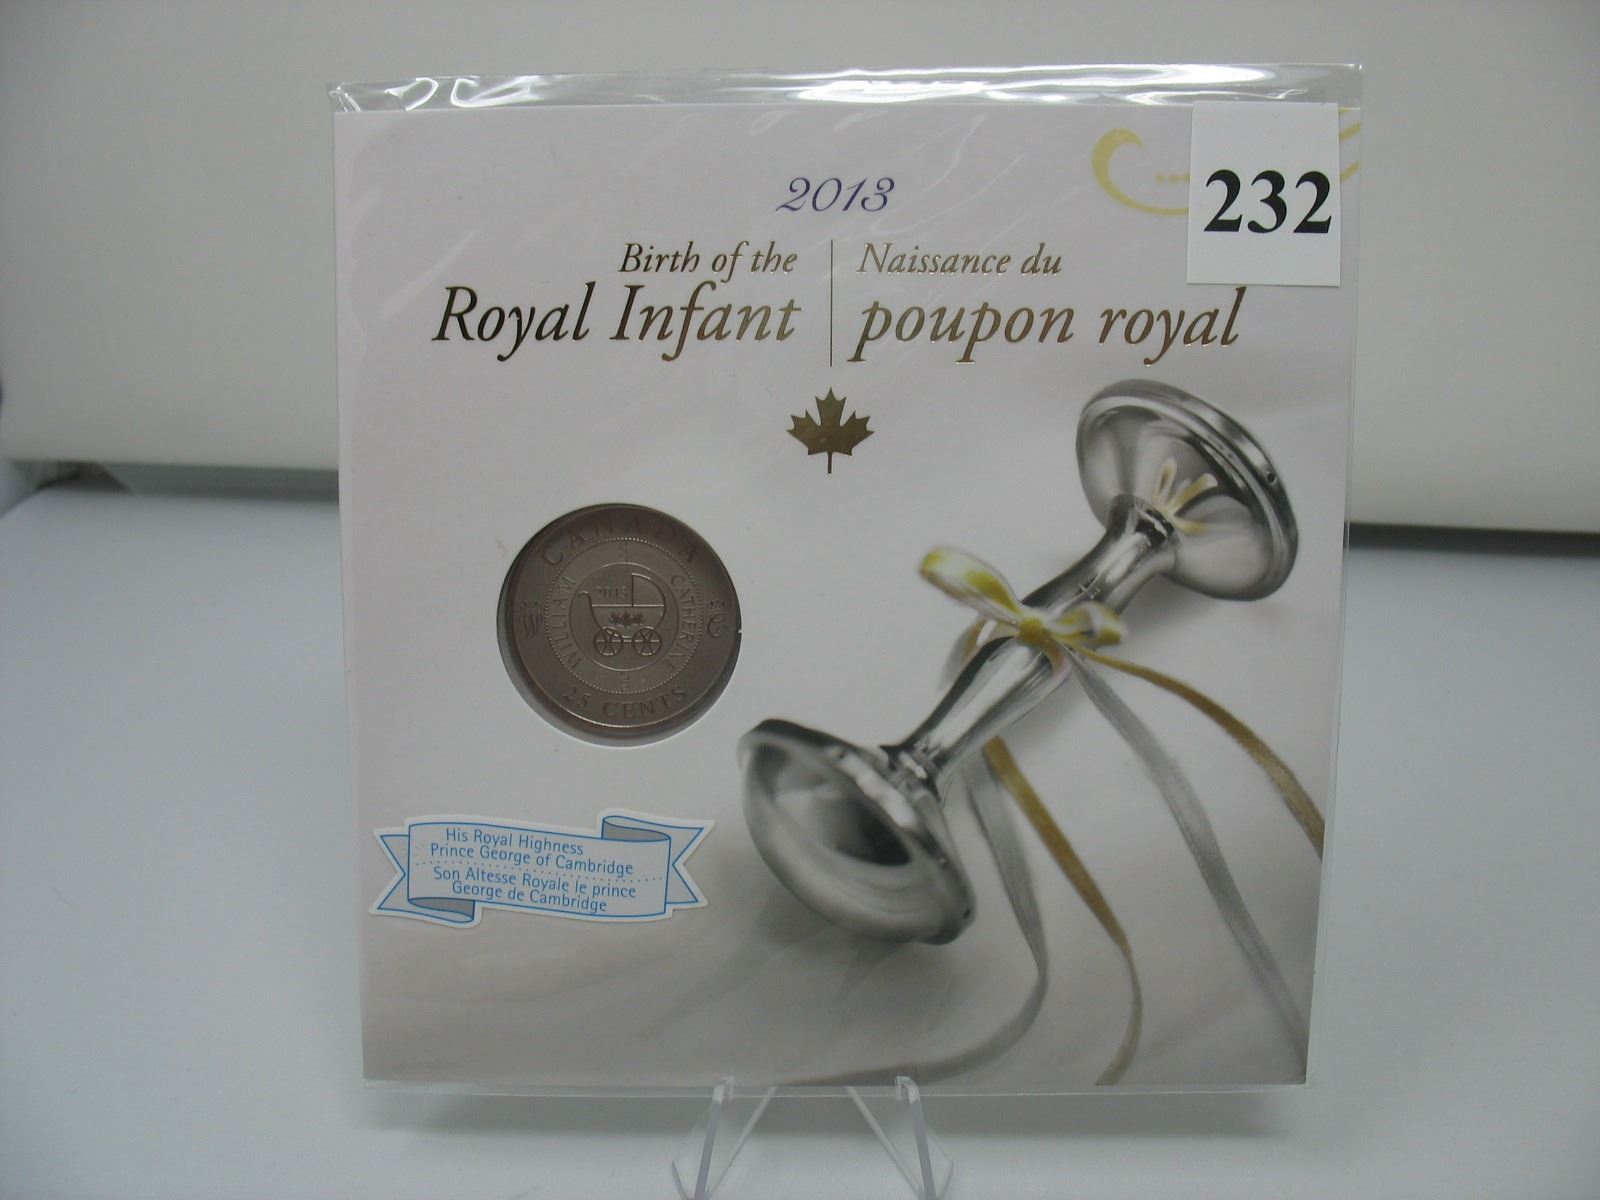 232
2013
Birth of the
Royal Infant
Naissance du
poupon royal
CANADA
WILLIAM
CATHERINE
2013
25 CENTS
His Royal Highness
Prince George of Cambridge
Son Altesse Royale le prince
George de Cambridge